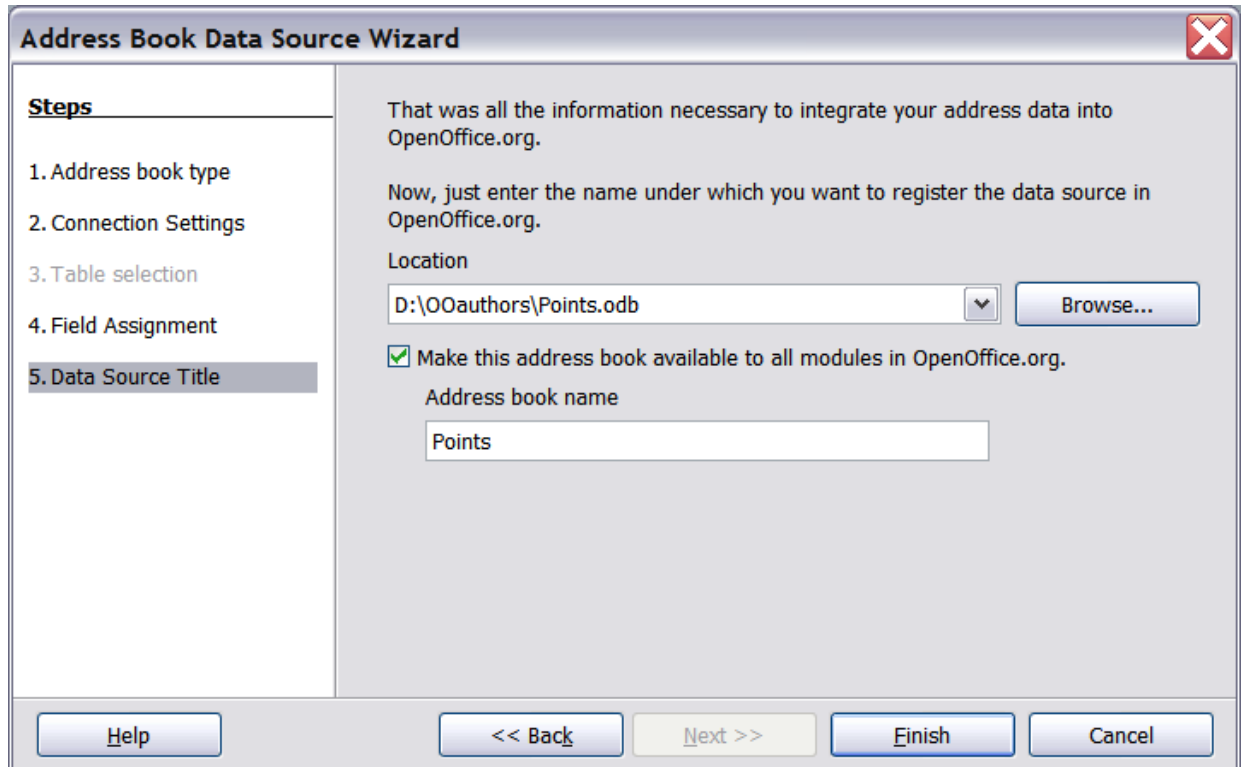 Address Book Data Source Wizard
Steps
1. Address book type
2. Connection Settings
3. Table selection
4. Field Assignment
5. Data Source Title
That was all the information necessary to integrate your address data into
OpenOffice.org.
Now, just enter the name under which you want to register the data source in
OpenOffice.org.
Location
D:\OOauthors\Points.odb
Browse...
Make this address book available to all modules in OpenOffice.org.
Address book name
Points
Help
<< Back
Next >>
Finish
Cancel